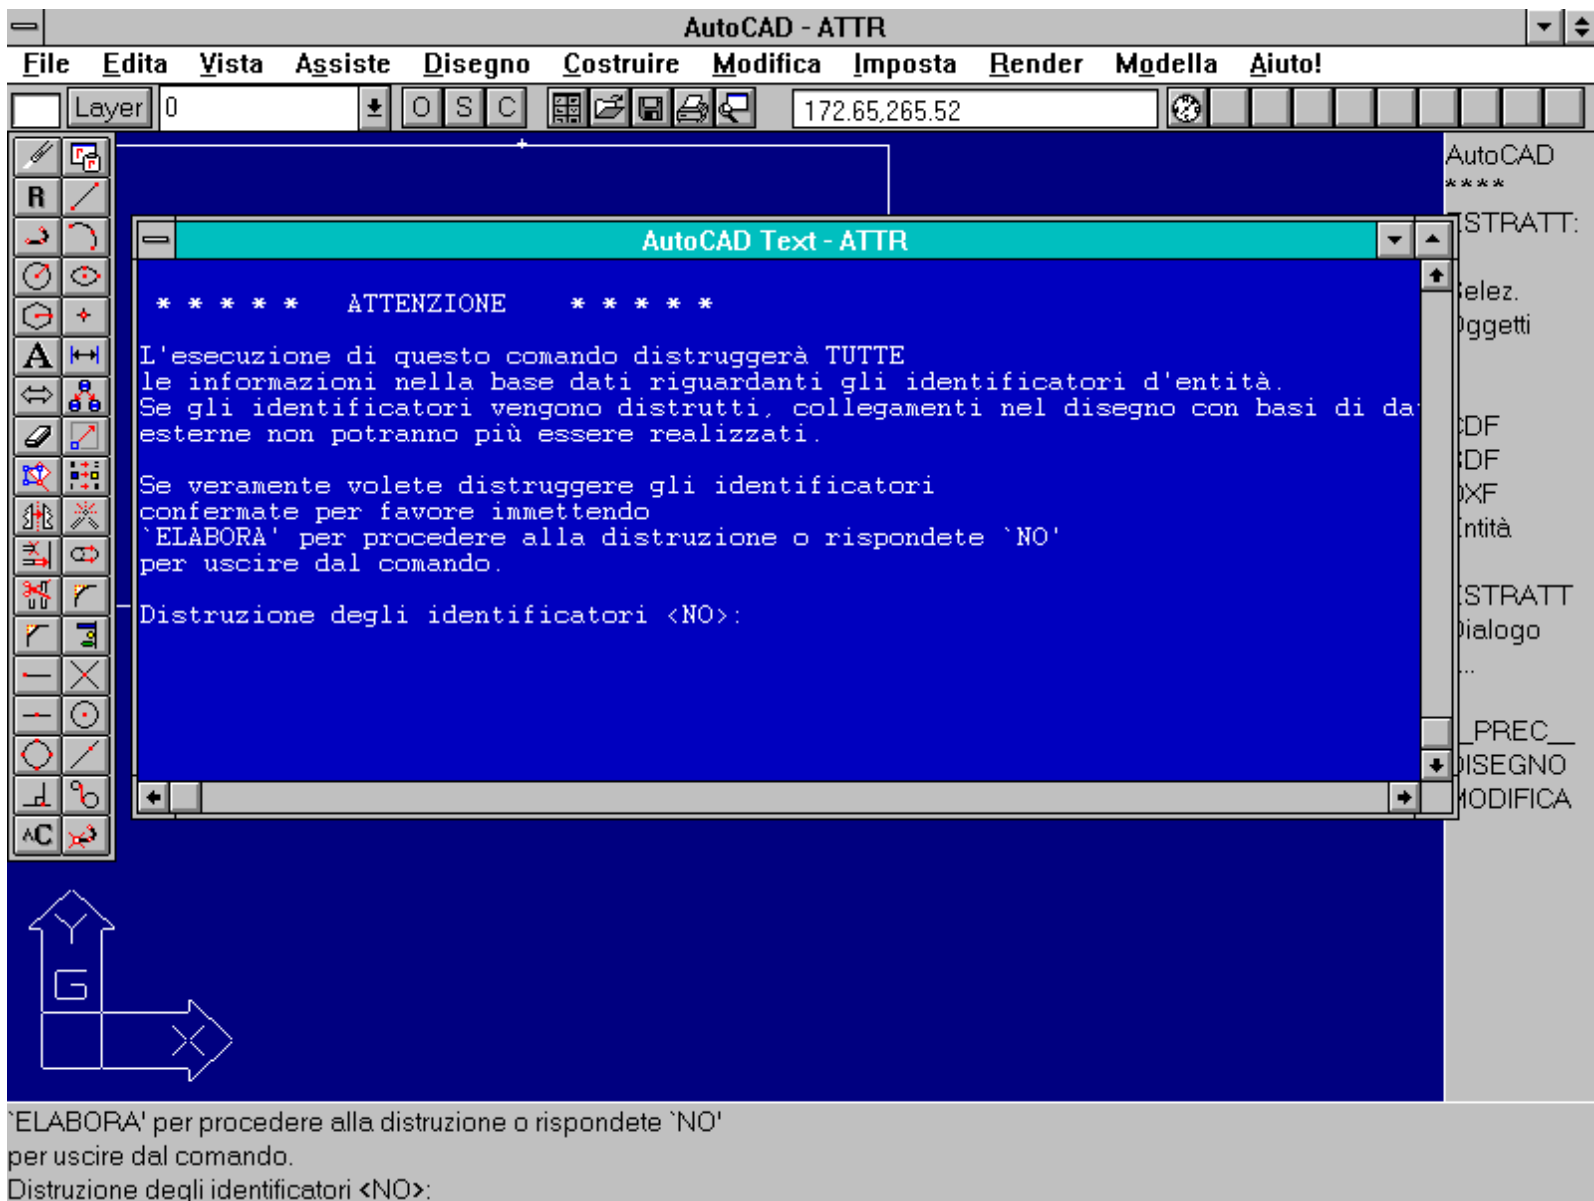 AutoCAD - ATTR
File Edita Vista Assiste Disegno Costruire Modifica Imposta Render Modella Aiuto!
Layer 0 O S C 172.65,265.52
AutoCAD
****
STRATT:
elez.
ggetti
DF
DF
XF
ntità
STRATT
ialogo
...
_PREC__
ISEGNO
MODIFICA
R
A
^C
AutoCAD Text - ATTR
* * * * * ATTENZIONE * * * * *
L'esecuzione di questo comando distruggerà TUTTE
le informazioni nella base dati riguardanti gli identificatori d'entità.
Se gli identificatori vengono distrutti, collegamenti nel disegno con basi di da
esterne non potranno più essere realizzati.
Se veramente volete distruggere gli identificatori
confermate per favore immettendo
`ELABORA' per procedere alla distruzione o rispondete `NO'
per uscire dal comando.
Distruzione degli identificatori <NO>:
Y
G
X
`ELABORA' per procedere alla distruzione o rispondete `NO'
per uscire dal comando.
Distruzione degli identificatori <NO>: